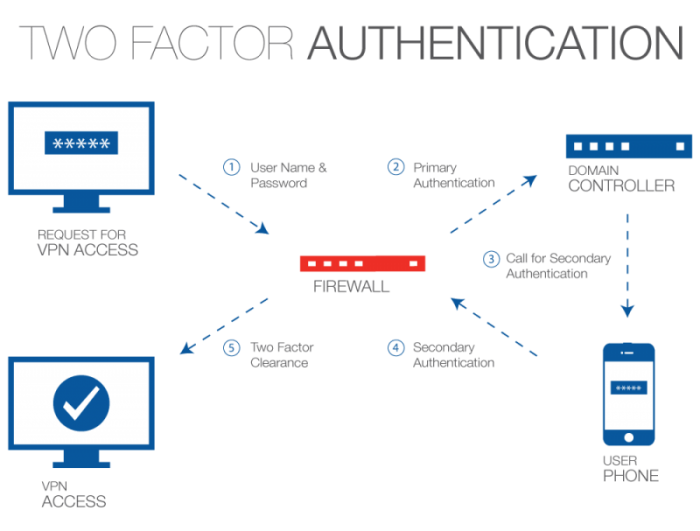 TWO FACTOR AUTHENTICATION
*****
REQUEST FOR
VPN ACCESS
1 User Name &
Password
2 Primary
Authentication
DOMAIN
CONTROLLER
3 Call for Secondary
Authentication
FIREWALL
5 Two Factor
Clearance
4 Secondary
Authentication
*****
USER
PHONE
VPN
ACCESS